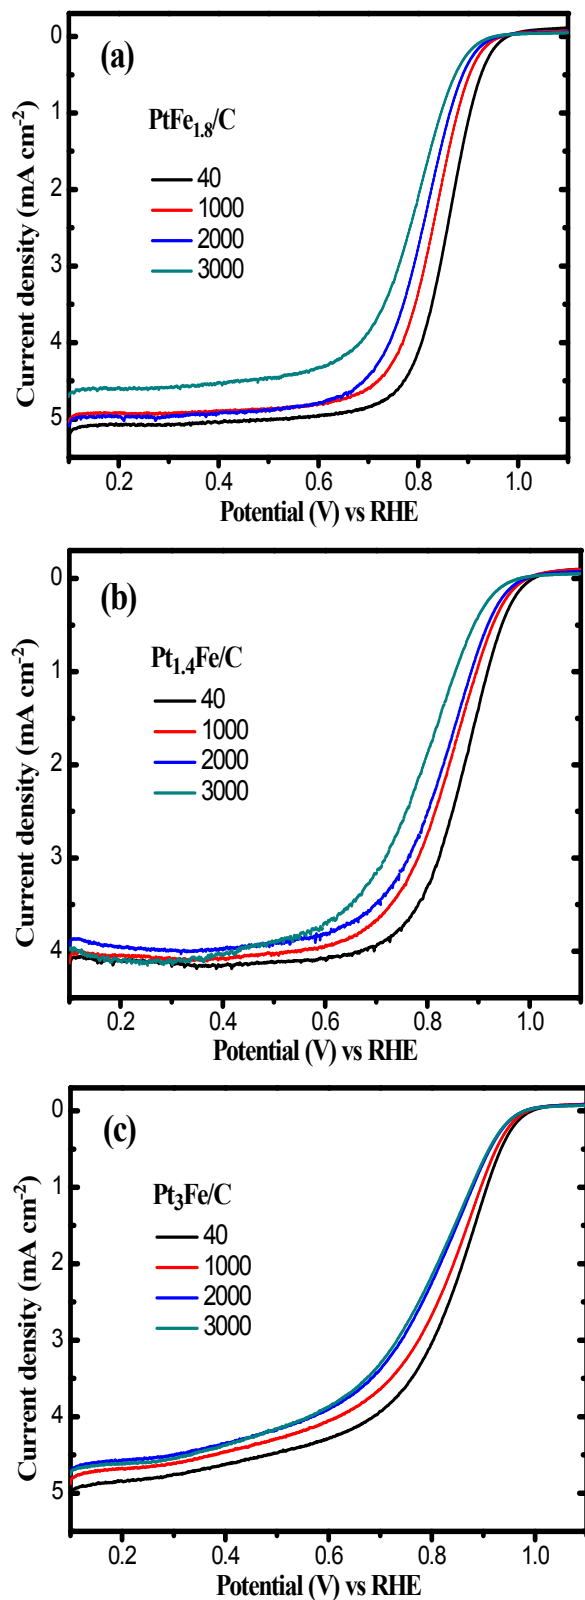 (a)
PtFe1.8/C
40
1000
2000
3000
0
1
2
3
4
5
Current density (mA cm-2)
0.2 0.4 0.6 0.8 1.0
Potential (V) vs RHE
(b)
Pt1.4Fe/C
40
1000
2000
3000
0
1
2
3
4
Current density (mA cm-2)
0.2 0.4 0.6 0.8 1.0
Potential (V) vs RHE
(c)
Pt3Fe/C
40
1000
2000
3000
0
1
2
3
4
5
Current density (mA cm-2)
0.2 0.4 0.6 0.8 1.0
Potential (V) vs RHE